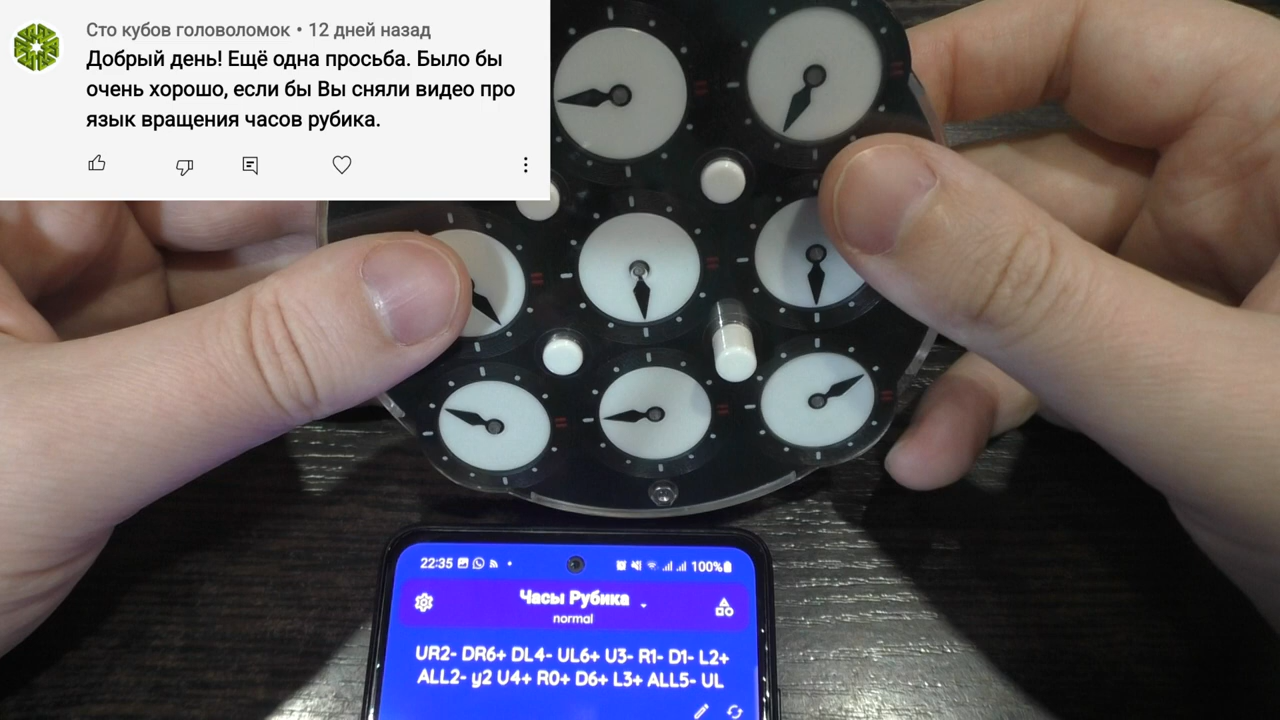 Сто кубов головоломок • 12 дней назад
Добрый день! Ещё одна просьба. Было бы
очень хорошо, если бы Вы сняли видео про
язык вращения часов рубика.
22:35
100%
Часы Рубика
normal
UR2- DR6+ DL4- UL6+ U3- R1- D1- L2+
ALL2- y2 U4+ R0+ D6+ L3+ ALL5- UL